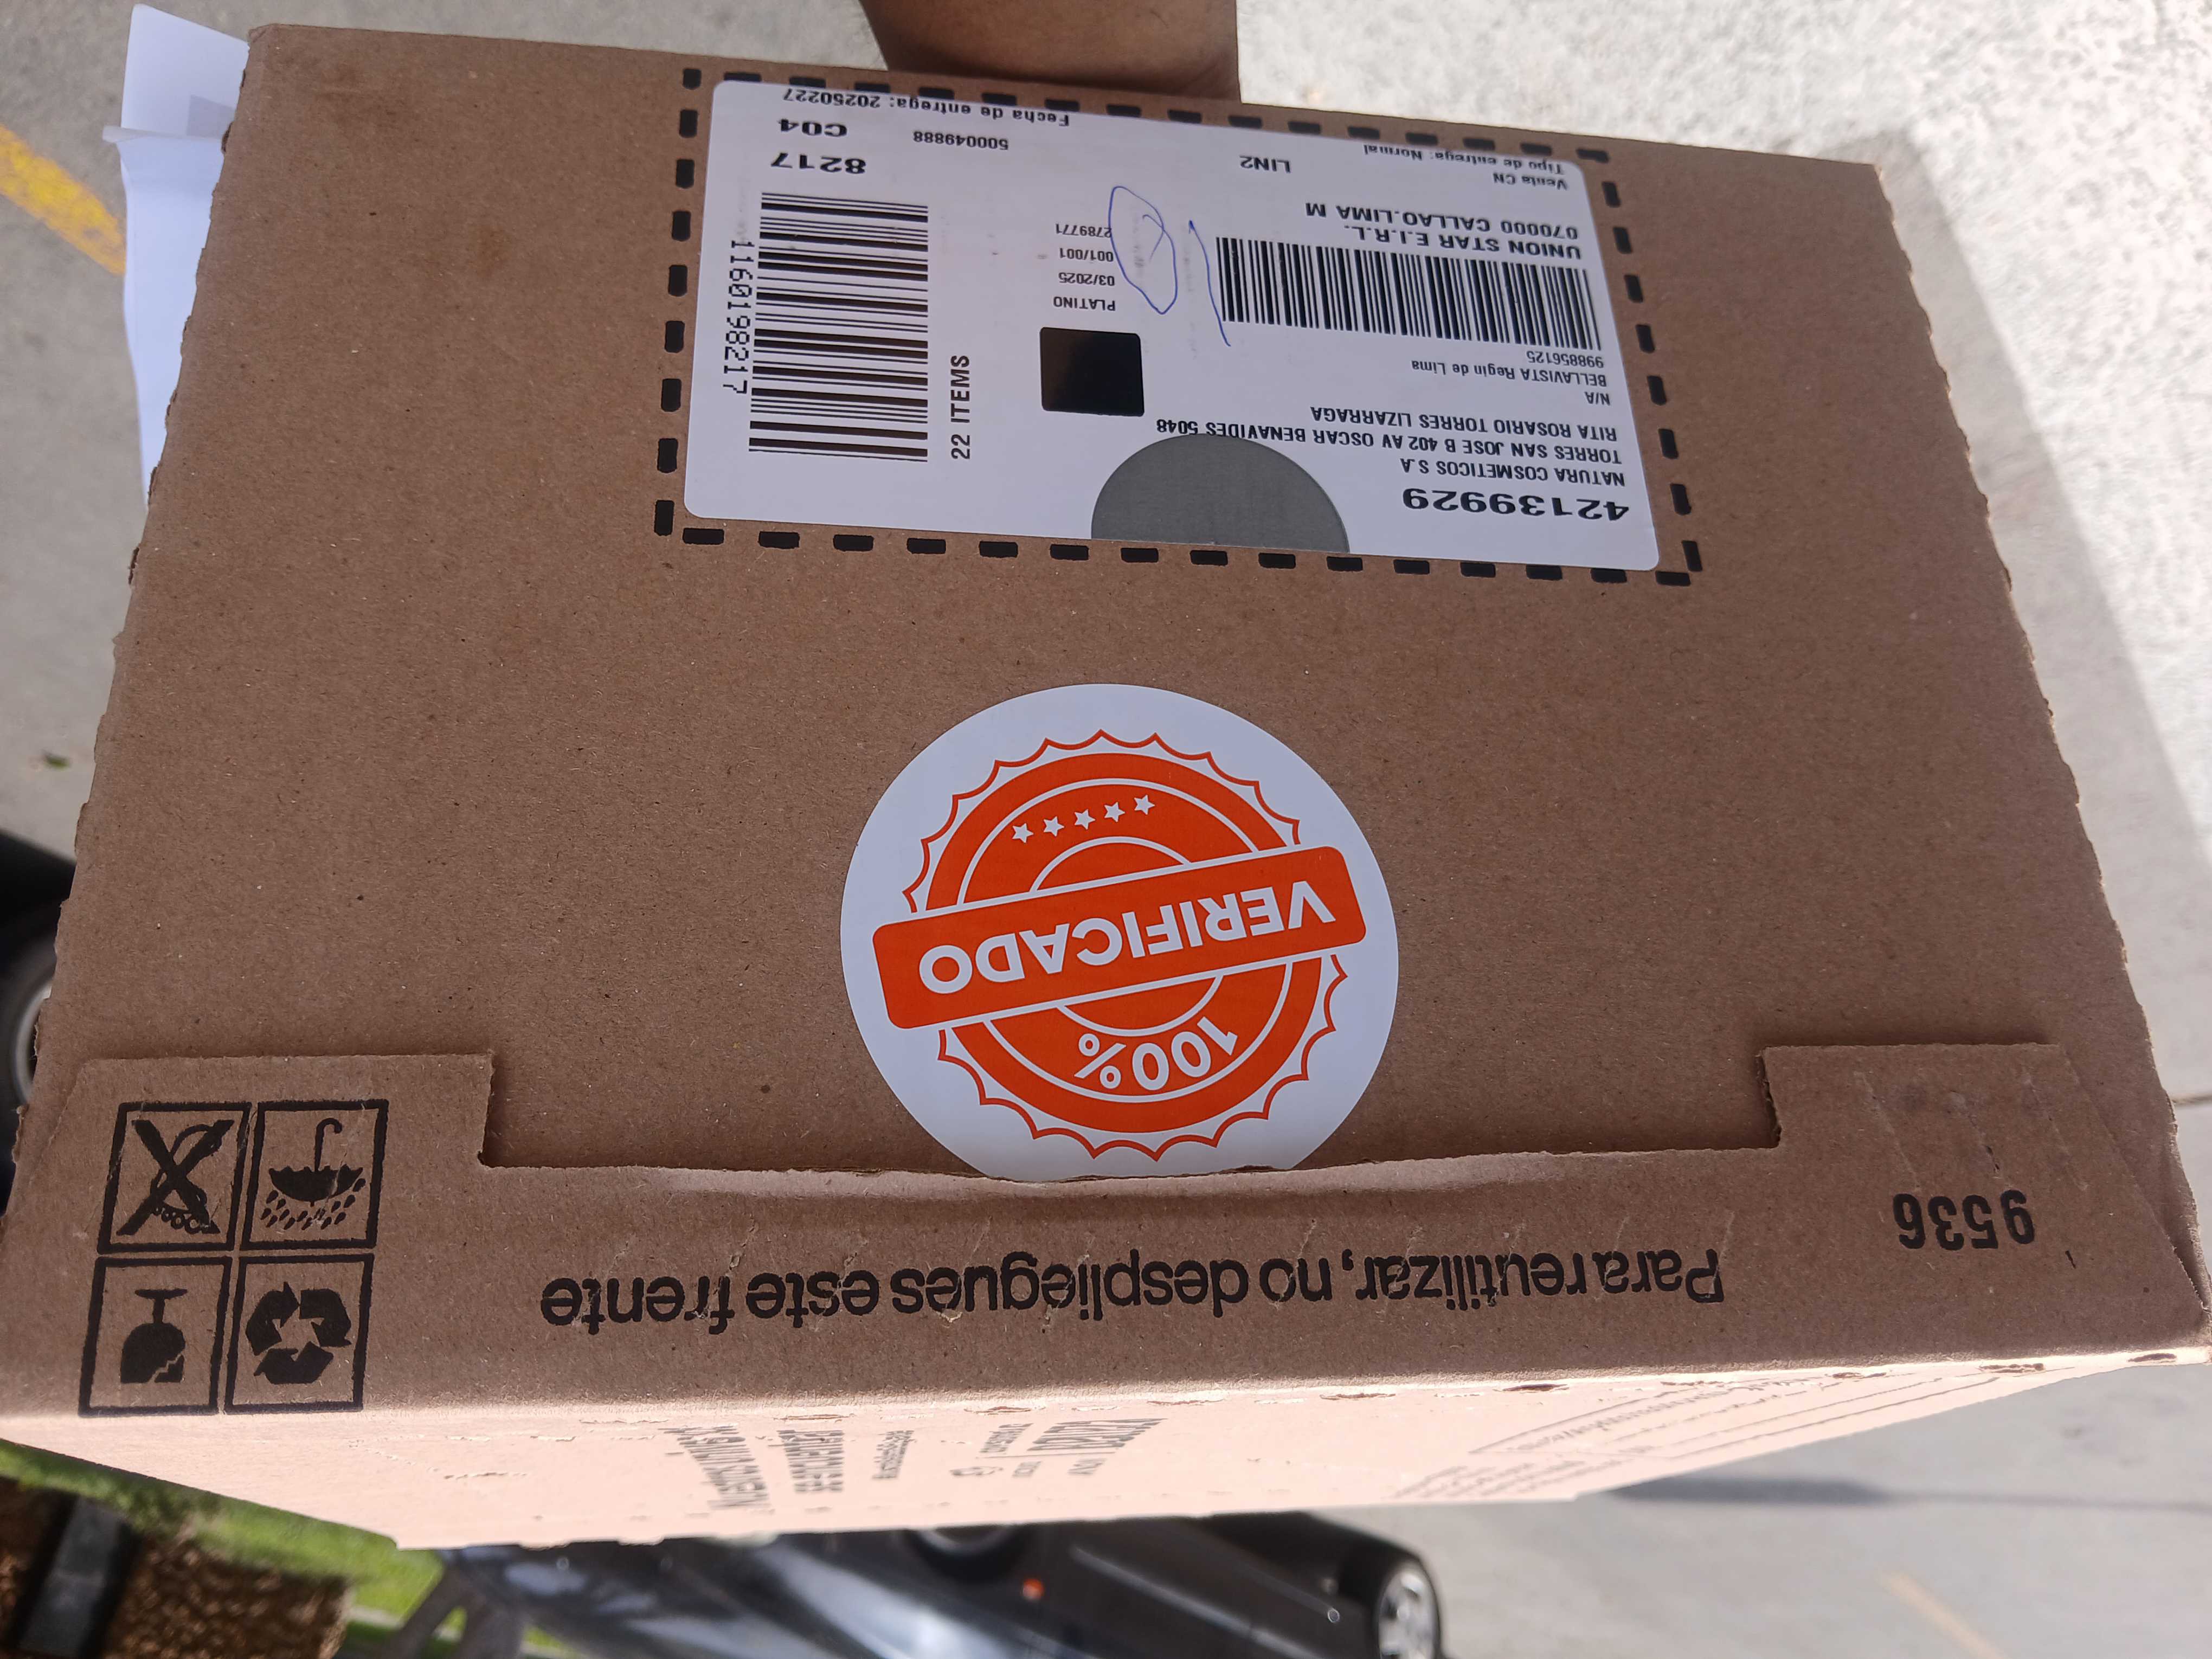 42139929
NATURA COSMETICOS S.A
TORRES SAN JOSE B 402 AV OSCAR BENAVIDES 5048
RITA ROSARIO TORRES LIZARRAGA
N/A
BELLAVISTA Regin de Lima
998856125
UNION STAR E.I.R.L.
070000 CALLAO.LIMA M
Venta CN
Tipo de entrega: Normal
LIN2
PLATINO
03/2025
001/001
2789771
22 ITEMS
1160198217
8217
C04
500049888
Fecha de entrega: 20250227
100%
VERIFICADO
9536
Para reutilizar, no despliegues este frente